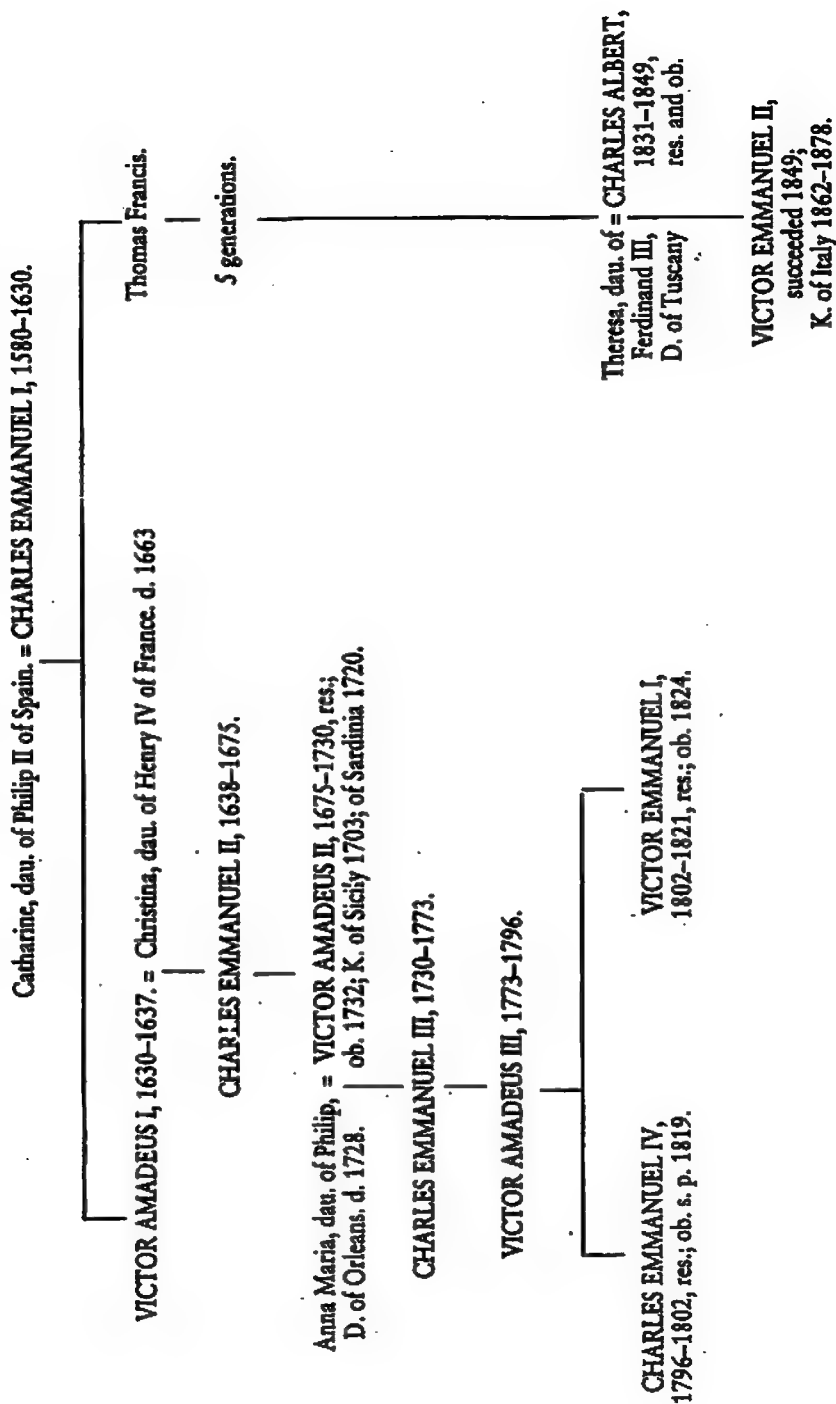 Catharine, dau. of Philip II of Spain. = CHARLES EMMANUEL I, 1580–1630.
VICTOR AMADEUS I, 1630–1637. = Christina, dau. of Henry IV of France. d. 1663
Thomas Francis.
5 generations.
CHARLES EMMANUEL II, 1638–1675.
Anna Maria, dau. of Philip, = VICTOR AMADEUS II, 1675–1730, res.;
D. of Orleans. d. 1728.
ob. 1732; K. of Sicily 1703; of Sardinia 1720.
CHARLES EMMANUEL III, 1730–1773.
VICTOR AMADEUS III, 1773–1796.
CHARLES EMMANUEL IV,
1796–1802, res.; ob. s. p. 1819.
VICTOR EMMANUEL I,
1802–1821, res.; ob. 1824.
Theresa, dau. of = CHARLES ALBERT,
Ferdinand III,
D. of Tuscany
1831–1849,
res. and ob.
VICTOR EMMANUEL II,
succeeded 1849;
K. of Italy 1862–1878.